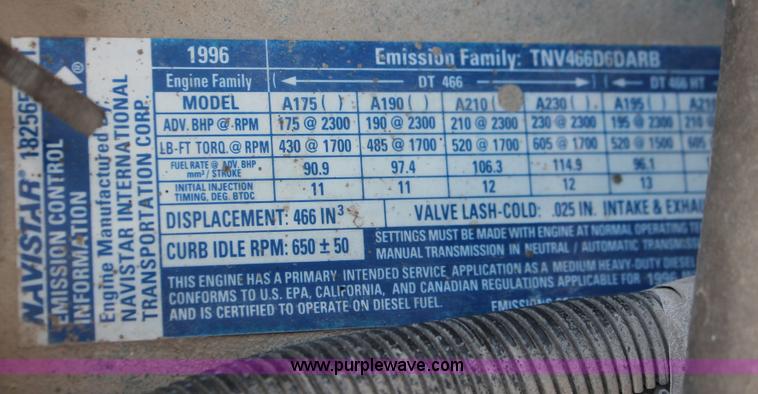 NAVISTAR®
EMISSION CONTROL
INFORMATION
Engine Manufactured by,
NAVISTAR INTERNATIONAL
TRANSPORTATION CORP.
1996 Emission Family: TNV466D6DARB
Engine Family DT 466 DT 466 HT
MODEL A175 ( ) A190 ( ) A210 A230 ( ) A195 ( )
ADV. BHP @ RPM 175 @ 2300 190 @ 2300 210 @ 2300 230 @ 2300 195 @ 2300 210 @
LB-FT TORQ. @ RPM 430 @ 1700 485 @ 1700 520 @ 1700 605 @ 1700 520 @ 1500
FUEL RATE @ ADV. BHP
mm³ / STROKE 90.9 97.4 106.3 114.9 96.1
INITIAL INJECTION
TIMING, DEG. BTDC 11 11 12 12 13
DISPLACEMENT: 466 IN³ VALVE LASH-COLD: .025 IN. INTAKE &
CURB IDLE RPM: 650 ± 50
SETTINGS MUST BE MADE WITH ENGINE AT NORMAL OPERATING
MANUAL TRANSMISSION IN NEUTRAL / AUTOMATIC
THIS ENGINE HAS A PRIMARY INTENDED SERVICE APPLICATION AS A MEDIUM HEAVY-DUTY
CONFORMS TO U.S. EPA, CALIFORNIA, AND CANADIAN REGULATIONS APPLICABLE FOR 1996
AND IS CERTIFIED TO OPERATE ON DIESEL FUEL.
www.purplewave.com